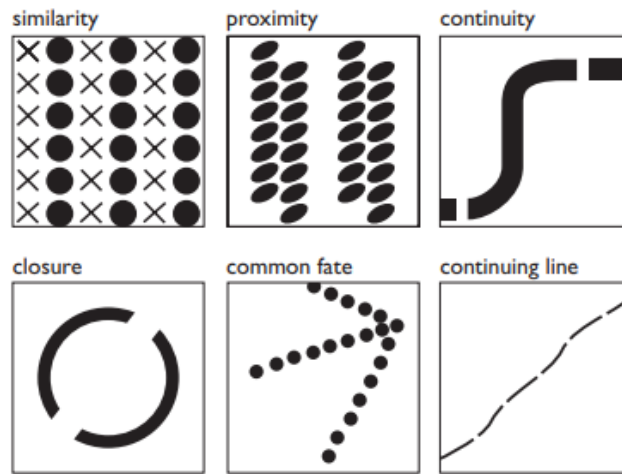 similarity
proximity
continuity
closure
common fate
continuing line